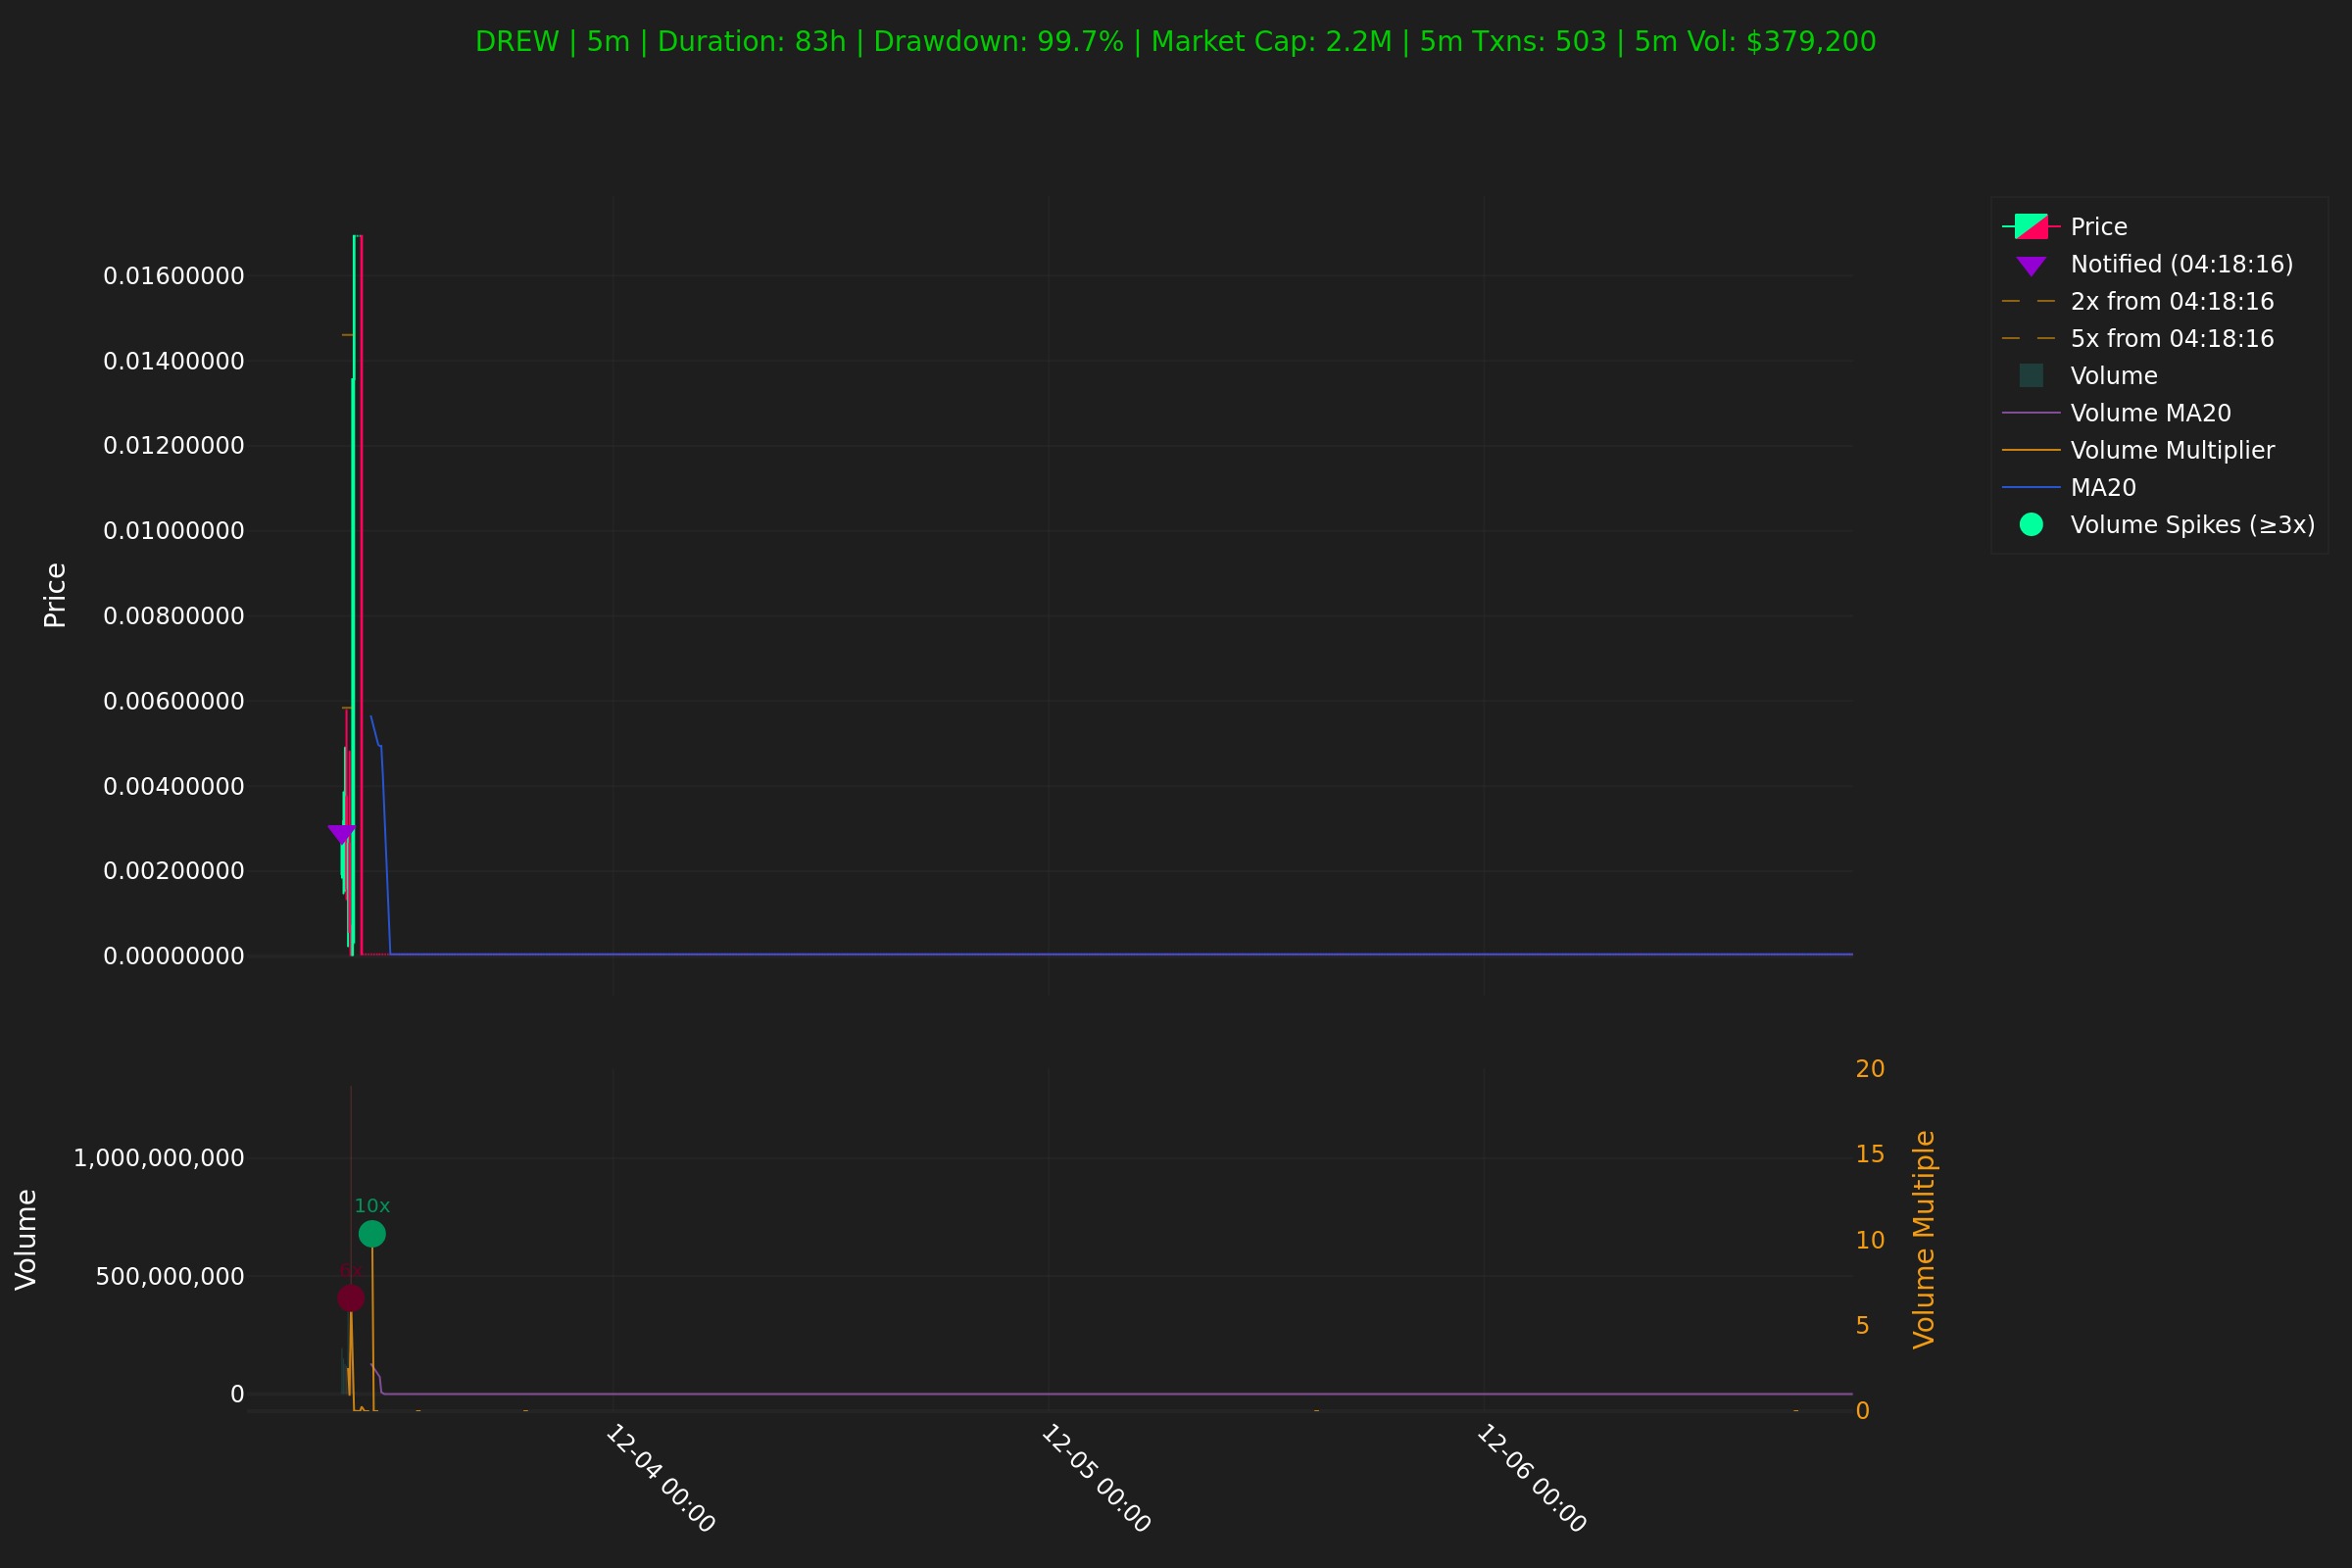 DREW | 5m | Duration: 83h | Drawdown: 99.7% | Market Cap: 2.2M | 5m Txns: 503 | 5m Vol: $379,200
Price
Notified (04:18:16)
2x from 04:18:16
5x from 04:18:16
Volume
Volume MA20
Volume Multiplier
MA20
Volume Spikes (≥3x)
Price
0.01600000
0.01400000
0.01200000
0.01000000
0.00800000
0.00600000
0.00400000
0.00200000
0.00000000
Volume
1,000,000,000
500,000,000
0
10x
20
15
10
5
0
Volume Multiple
12-04 00:00
12-05 00:00
12-06 00:00